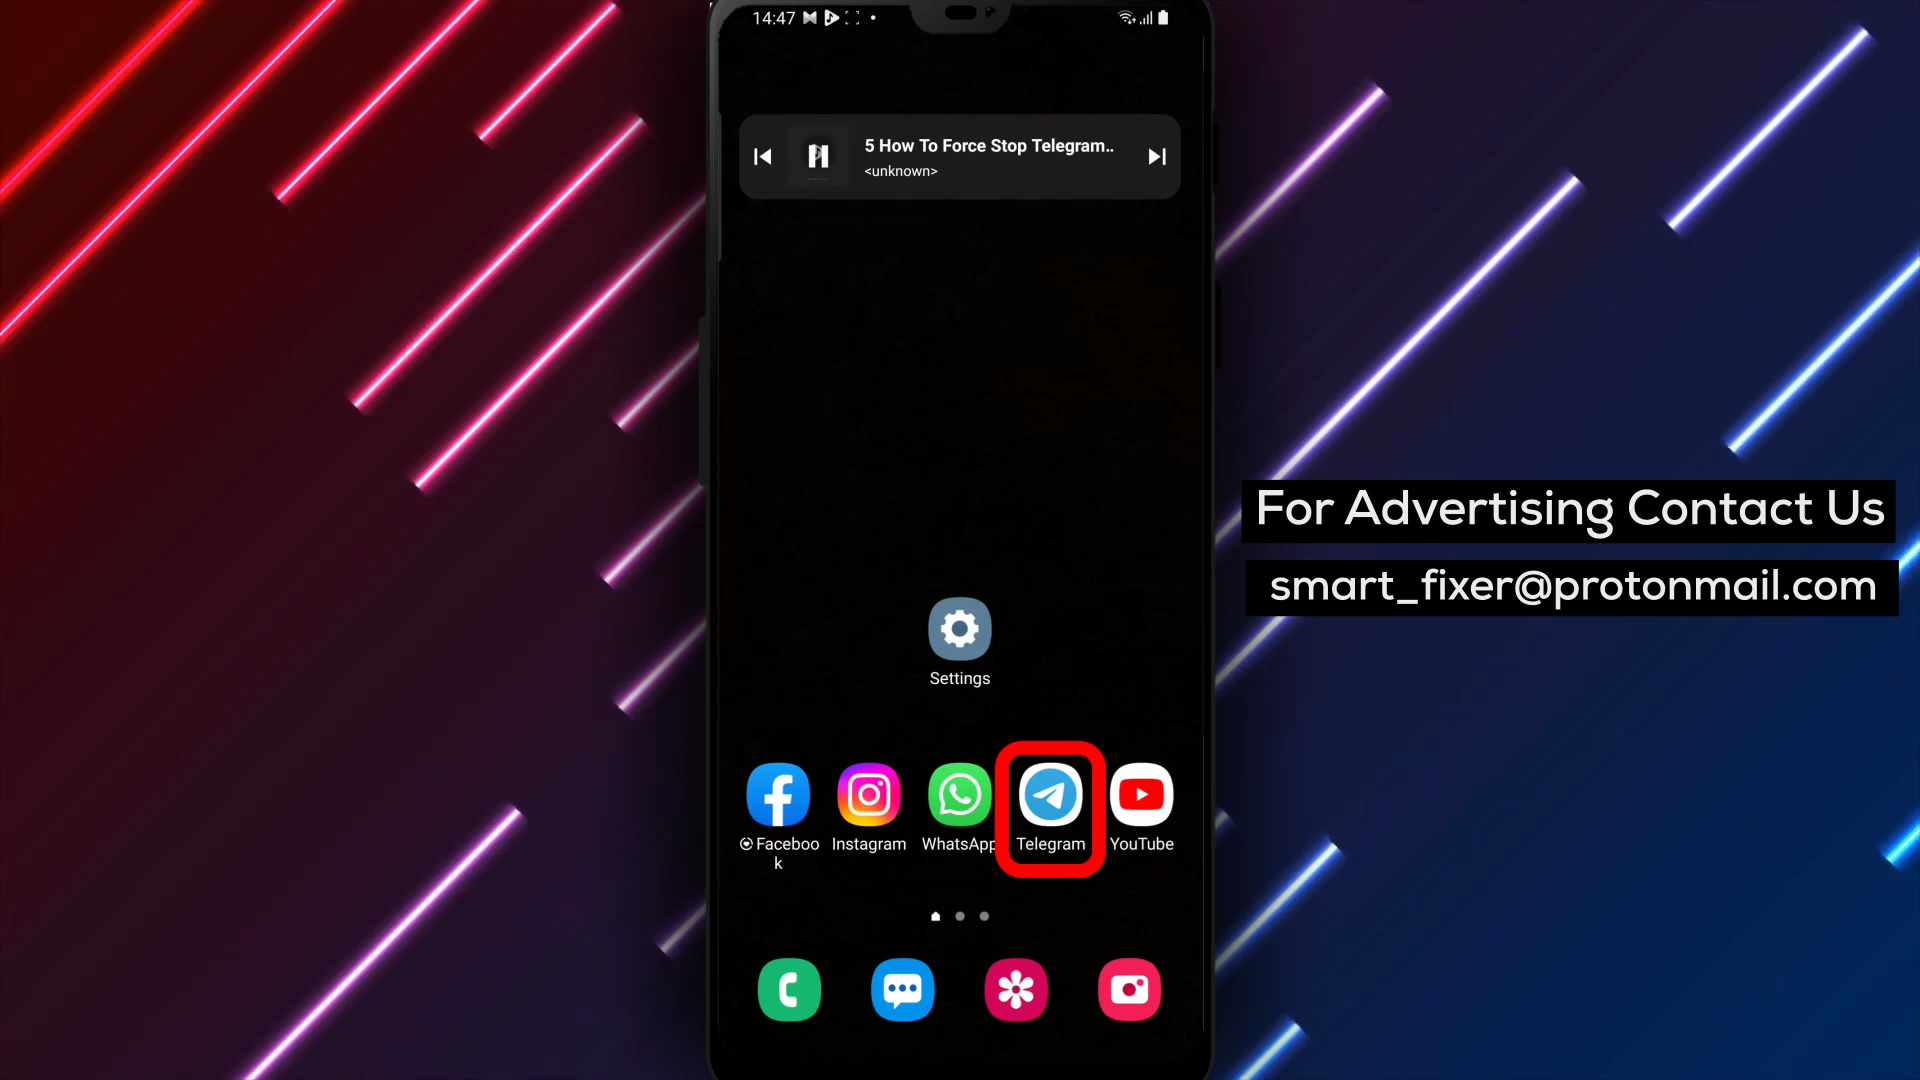 14:47
5 How To Force Stop Telegram..
<unknown>
For Advertising Contact Us
smart_fixer@protonmail.com
Settings
Faceboo
k
Instagram
WhatsApp
Telegram
YouTube